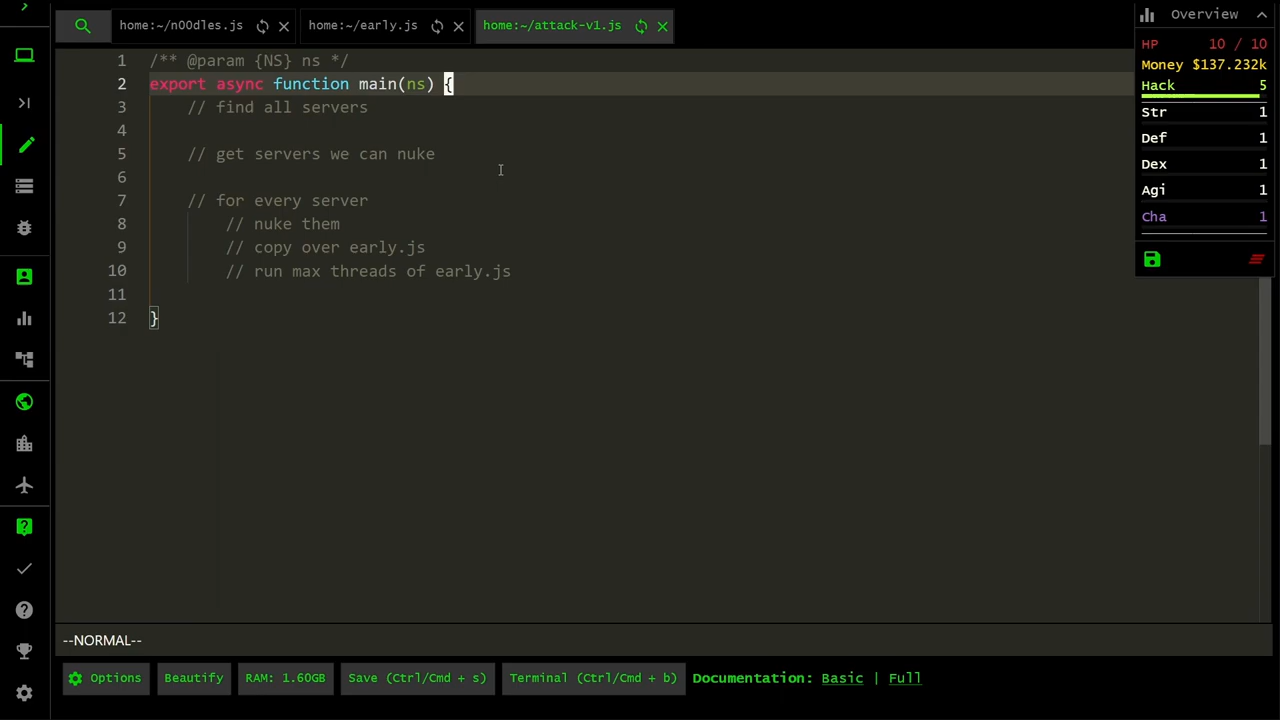 home:~/n00dles.js
home:~/early.js
home:~/attack-v1.js
Overview
HP 10 / 10
Money $137.232k
Hack 5
Str 1
Def 1
Dex 1
Agi 1
Cha 1
1 /** @param {NS} ns */
2 export async function main(ns) {
3 // find all servers
4
5 // get servers we can nuke
6
7 // for every server
8 // nuke them
9 // copy over early.js
10 // run max threads of early.js
11
12 }
--NORMAL--
Options
Beautify
RAM: 1.60GB
Save (Ctrl/Cmd + s)
Terminal (Ctrl/Cmd + b)
Documentation: Basic | Full